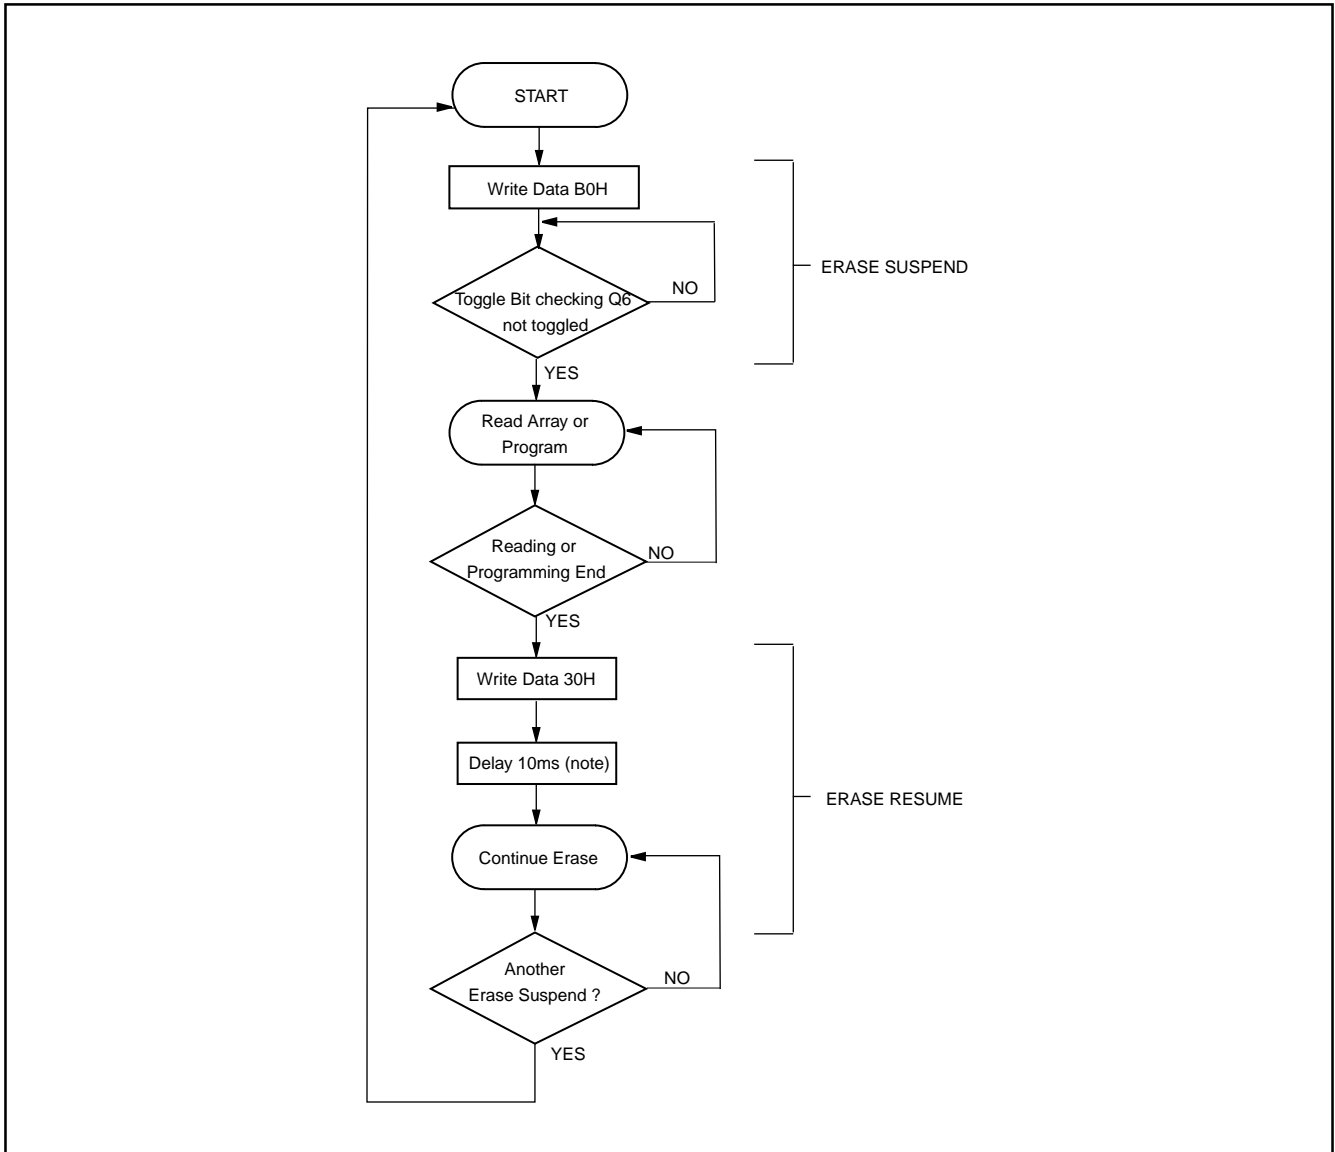 START
Write Data B0H
ERASE SUSPEND
NO
Toggle Bit checking Q6
not toggled
YES
Read Array or
Program
Reading or
NO
Programming End
YES
Write Data 30H
Delay 10ms (note)
ERASE RESUME
Continue Erase
Another
NO
Erase Suspend ?
YES